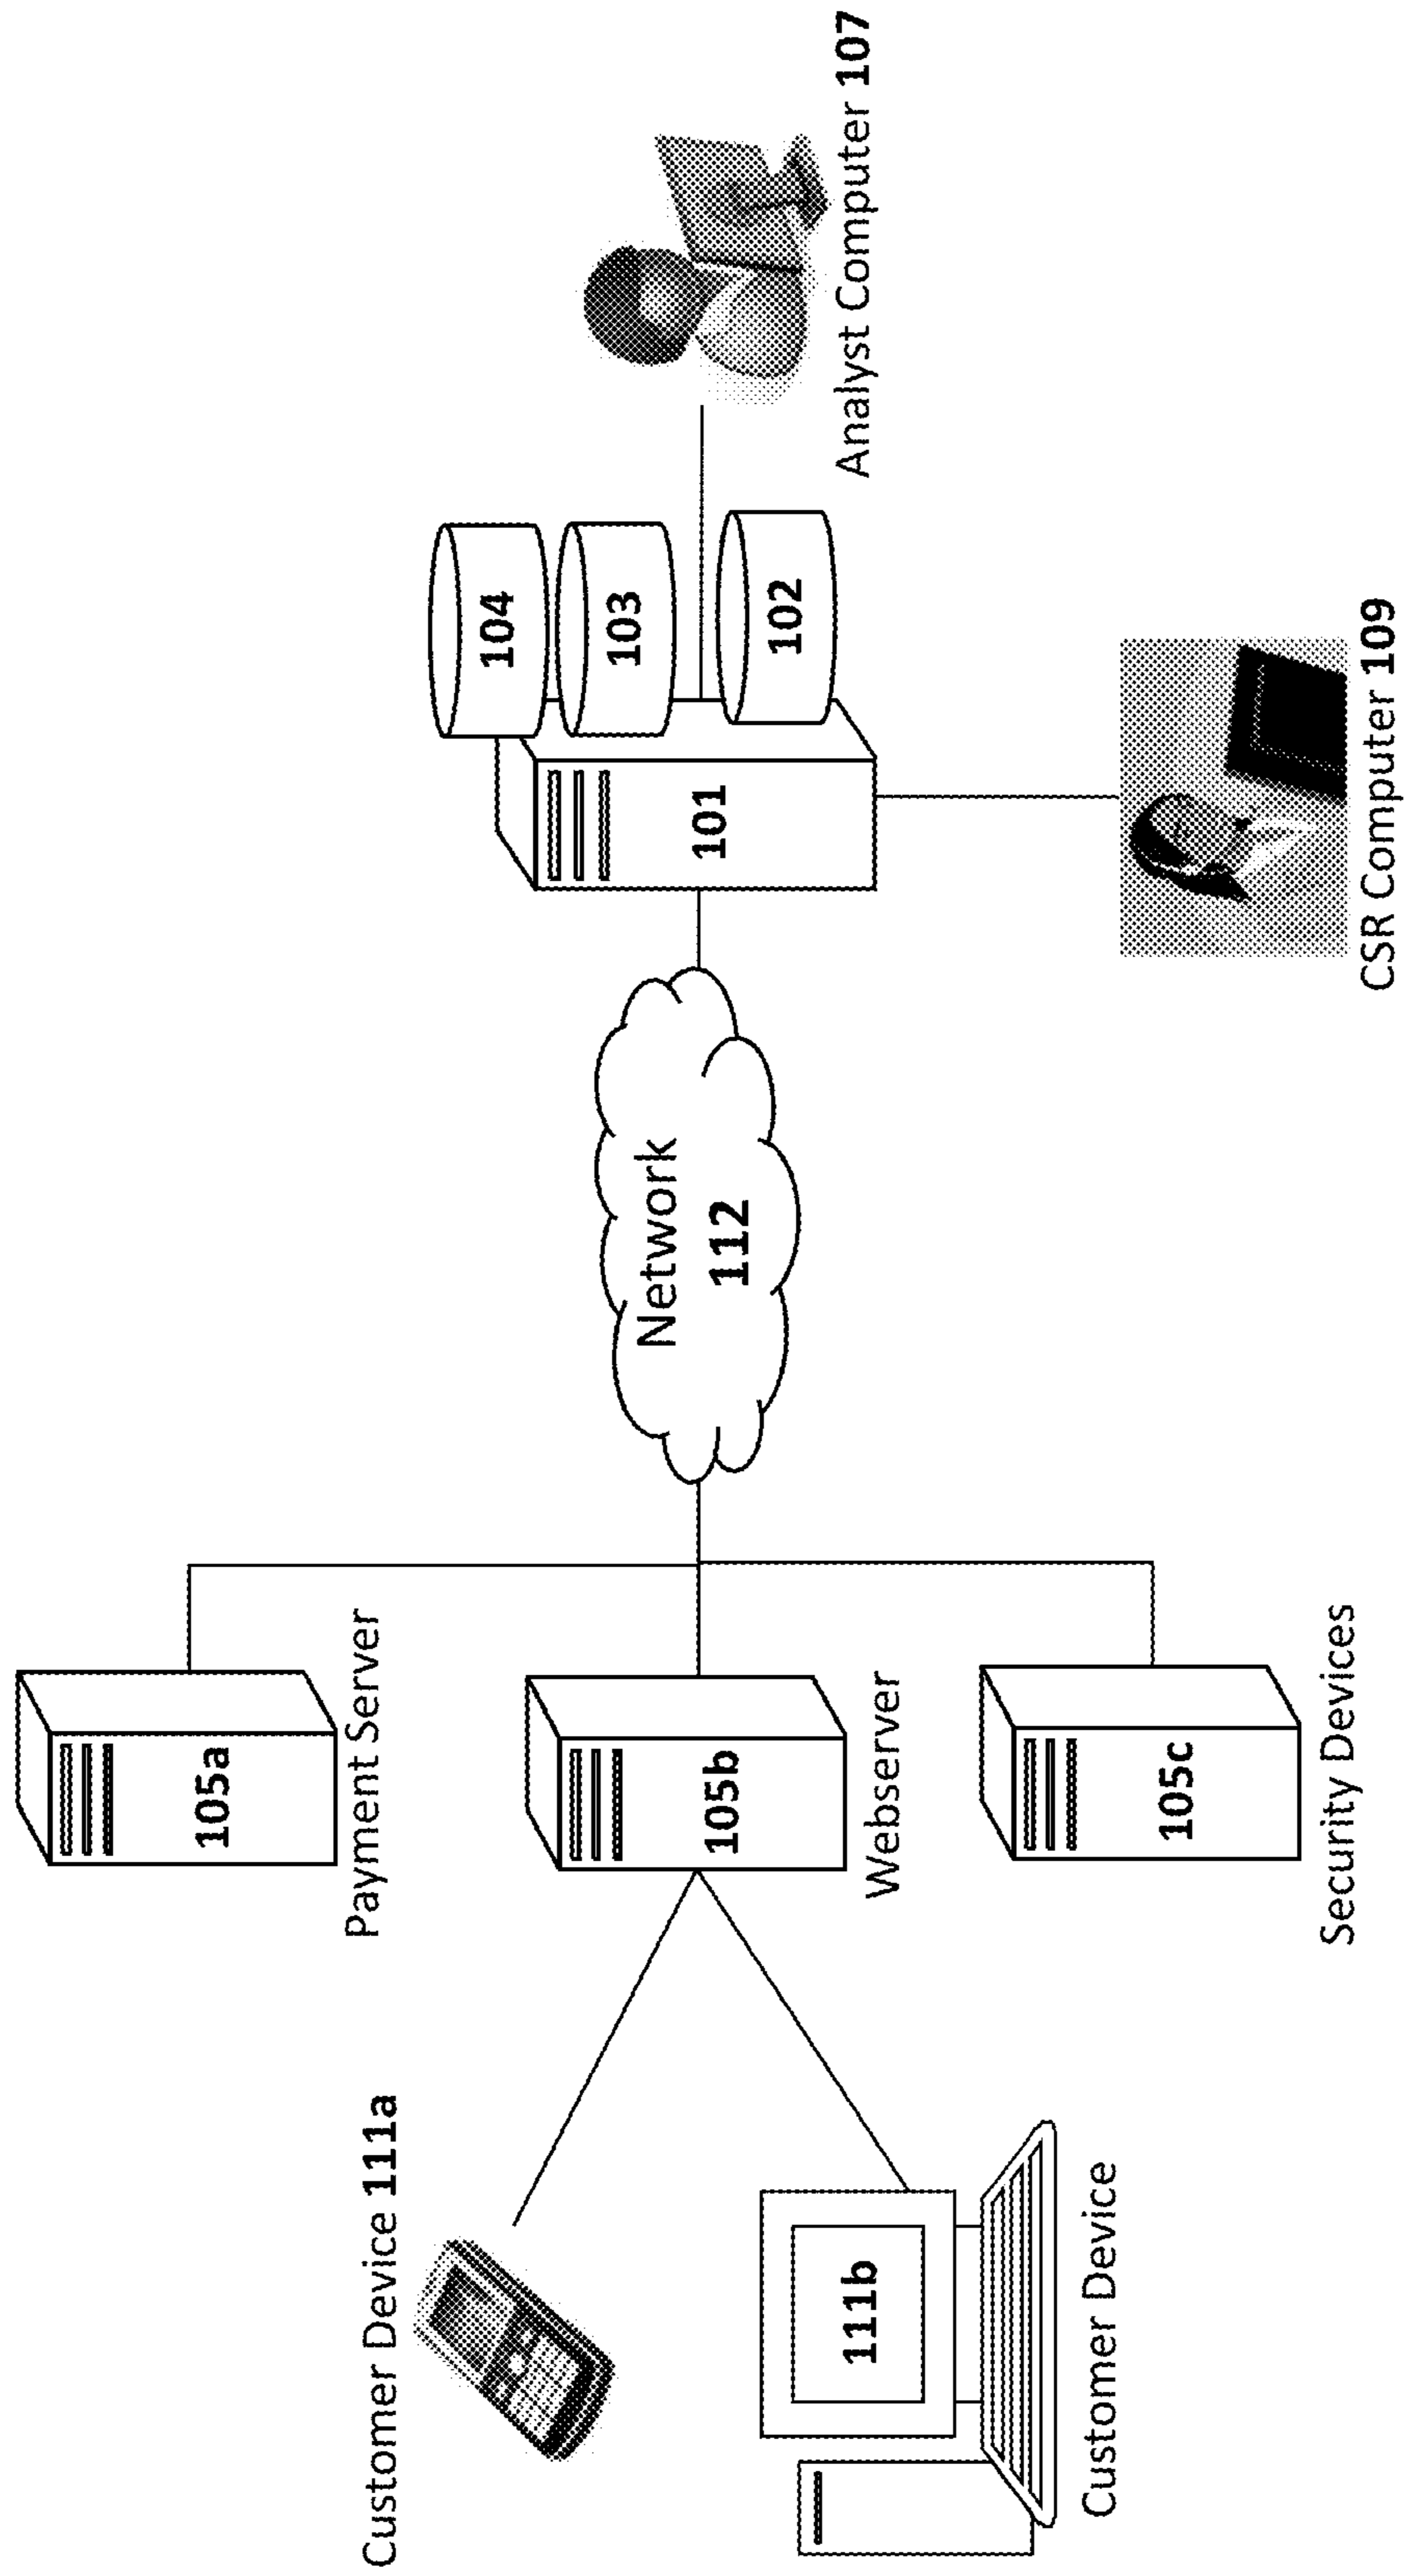 Customer Device 111a
111b
Customer Device
105a
Payment Server
105b
Webserver
105c
Security Devices
Network
112
101
104
103
102
Analyst Computer 107
CSR Computer 109